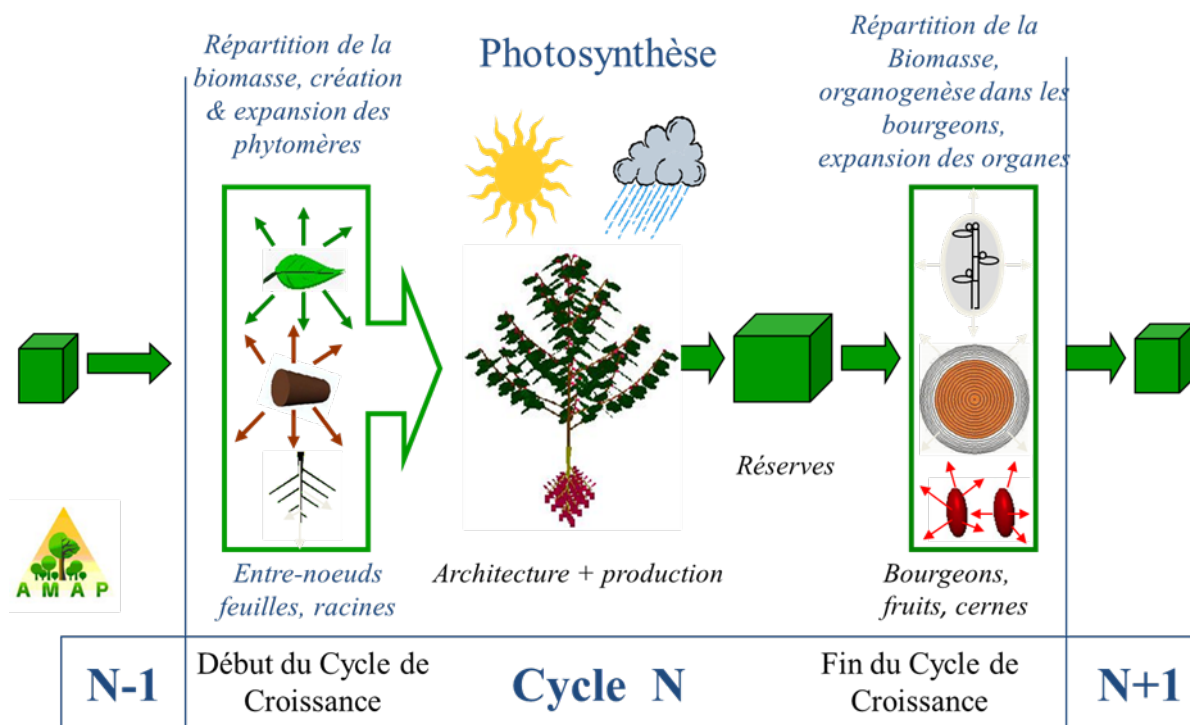 Répartition de la
biomasse, création
& expansion des
phytomères
Photosynthèse
Répartition de la
Biomasse,
organogenèse dans les
bourgeons,
expansion des organes
Réserves
AMAP
Entre-noeuds
feuilles, racines
Architecture + production
Bourgeons,
fruits, cernes
N-1
Début du Cycle de
Croissance
Cycle N
Fin du Cycle de
Croissance
N+1